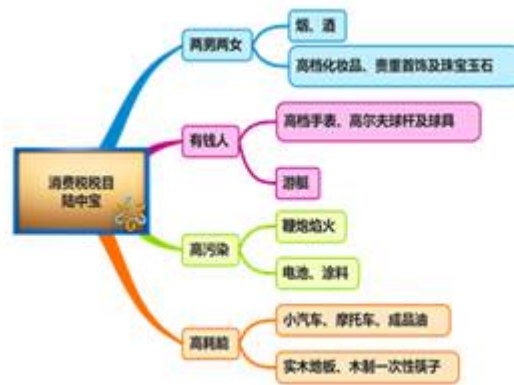 消费税税目
陆中宝
两男两女
烟、酒
高档化妆品、贵重首饰及珠宝玉石
有钱人
高档手表、高尔夫球杆及球具
游艇
高污染
鞭炮焰火
电池、涂料
高耗能
小汽车、摩托车、成品油
实木地板、木制一次性筷子